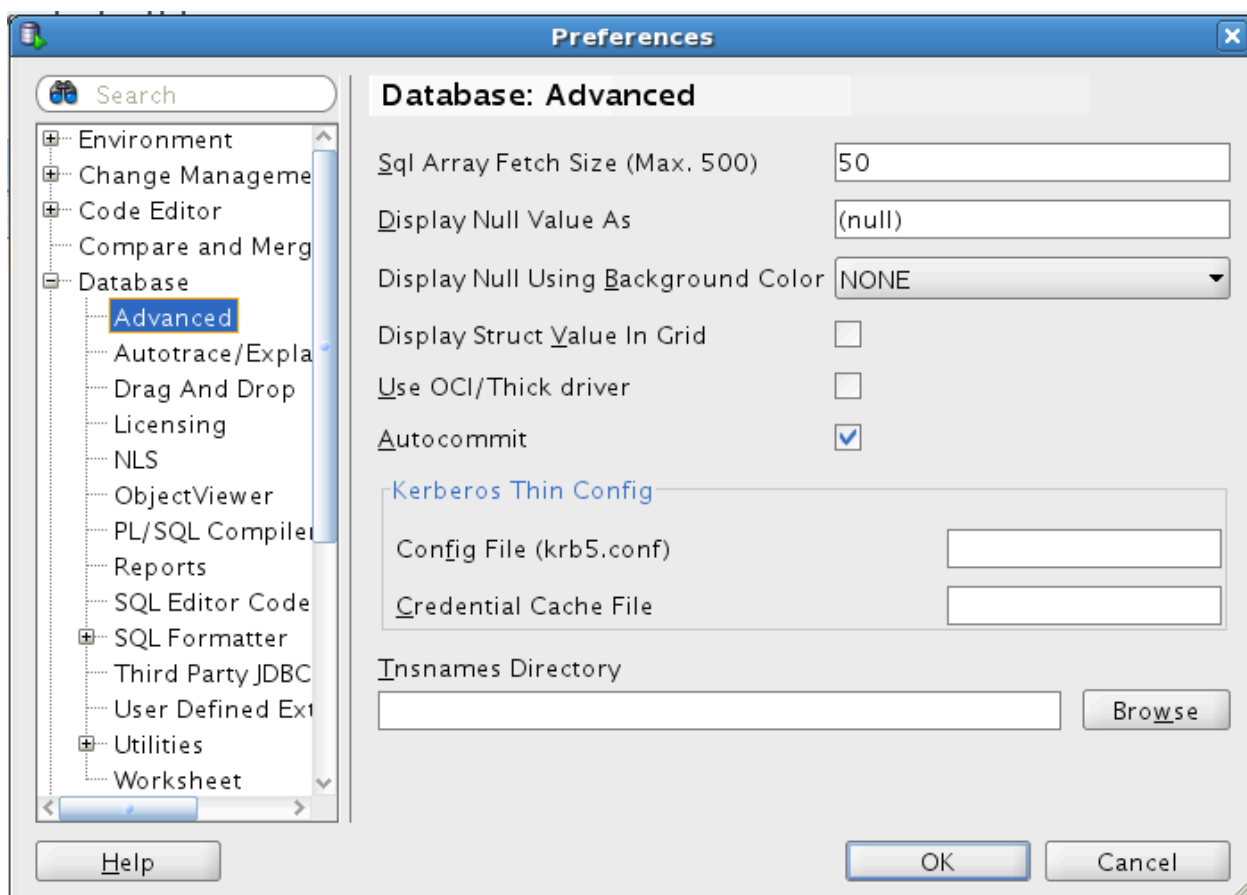 Preferences
Search
Environment
Change Manageme
Code Editor
Compare and Merg
Database
Advanced
Autotrace/Expla
Drag And Drop
Licensing
NLS
ObjectViewer
PL/SQL Compiler
Reports
SQL Editor Code
SQL Formatter
Third Party JDBC
User Defined Ext
Utilities
Worksheet
Database: Advanced
Sql Array Fetch Size (Max. 500) 50
Display Null Value As (null)
Display Null Using Background Color NONE
Display Struct Value In Grid
Use OCI/Thick driver
Autocommit
Kerberos Thin Config
Config File (krb5.conf)
Credential Cache File
Tnsnames Directory
Browse
Help OK Cancel